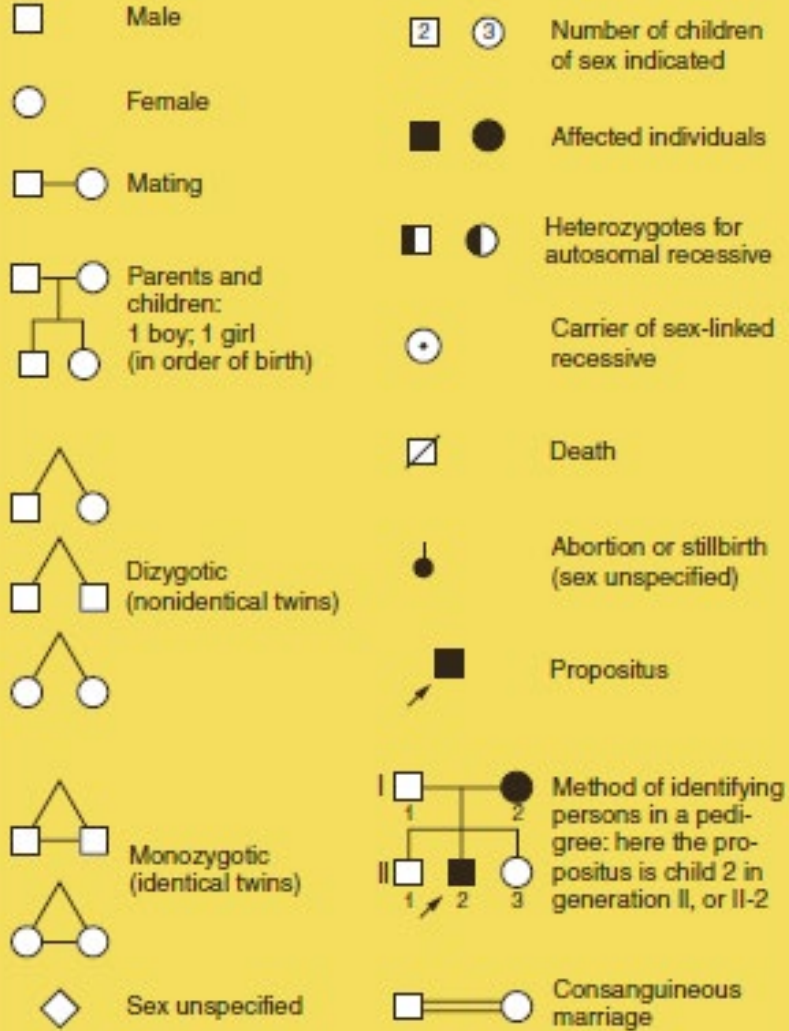 Male
Female
Mating
Parents and
children:
1 boy; 1 girl
(in order of birth)
Dizygotic
(nonidentical twins)
Monozygotic
(identical twins)
Sex unspecified
2 3
Number of children
of sex indicated
Affected individuals
Heterozygotes for
autosomal recessive
Carrier of sex-linked
recessive
Death
Abortion or stillbirth
(sex unspecified)
Propositus
I
1 2
II
1 2 3
Method of identifying
persons in a pedi-
gree: here the pro-
positus is child 2 in
generation II, or II-2
Consanguineous
marriage